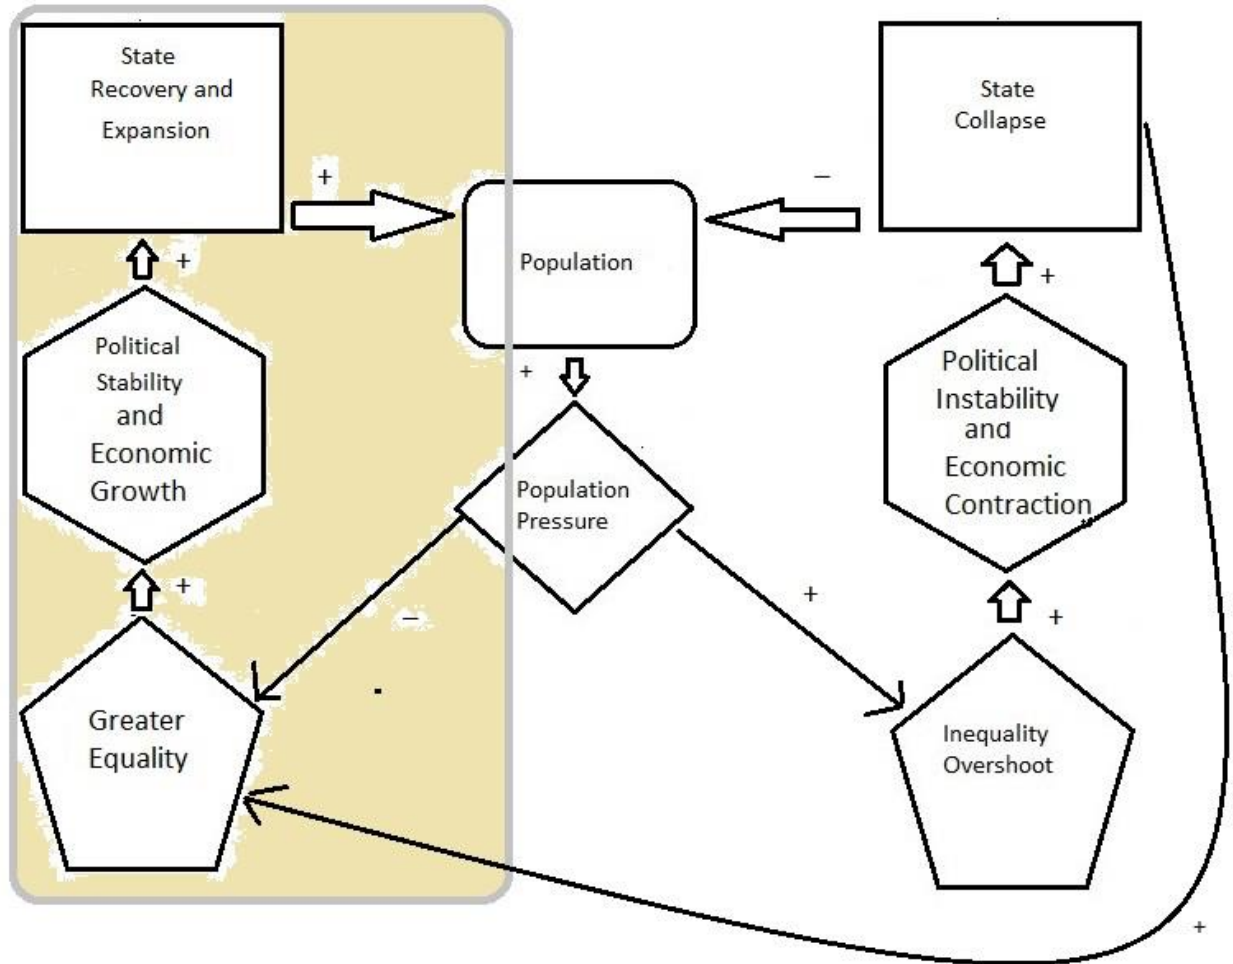 State
Recovery and
Expansion
+
+
Political
Stability
and
Economic
Growth
+
Greater
Equality
Population
+
Population
Pressure
–
+
State
Collapse
–
+
Political
Instability
and
Economic
Contraction
+
Inequality
Overshoot
+